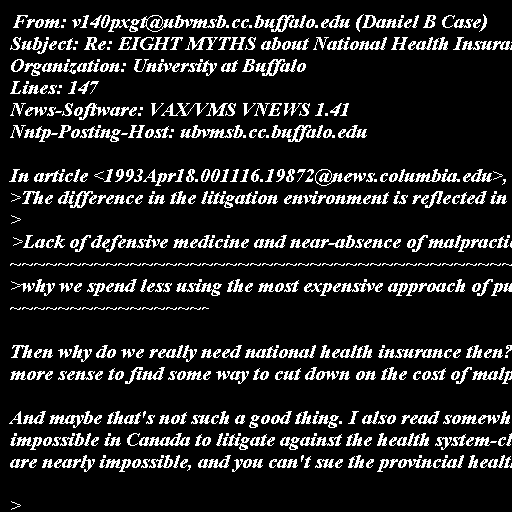 From: v140pxgt@ubvmsb.cc.buffalo.edu (Daniel B Case)
Subject: Re: EIGHT MYTHS about National Health Insura
Organization: University at Buffalo
Lines: 147
News-Software: VAX/VMS VNEWS 1.41
Nntp-Posting-Host: ubvmsb.cc.buffalo.edu

In article <1993Apr18.001116.19872@news.columbia.edu>,
>The difference in the litigation environment is reflected in
>
>Lack of defensive medicine and near-absence of malpractic
~~~~~~~~~~~~~~~~~~~~~~~~~~~~~~~~~~~~~~~~~~
>why we spend less using the most expensive approach of pu
~~~~~~~~~~~~~~~~~

Then why do we really need national health insurance then?
more sense to find some way to cut down on the cost of malp

And maybe that's not such a good thing. I also read somewh
impossible in Canada to litigate against the health system-cl
are nearly impossible, and you can't sue the provincial healt

>